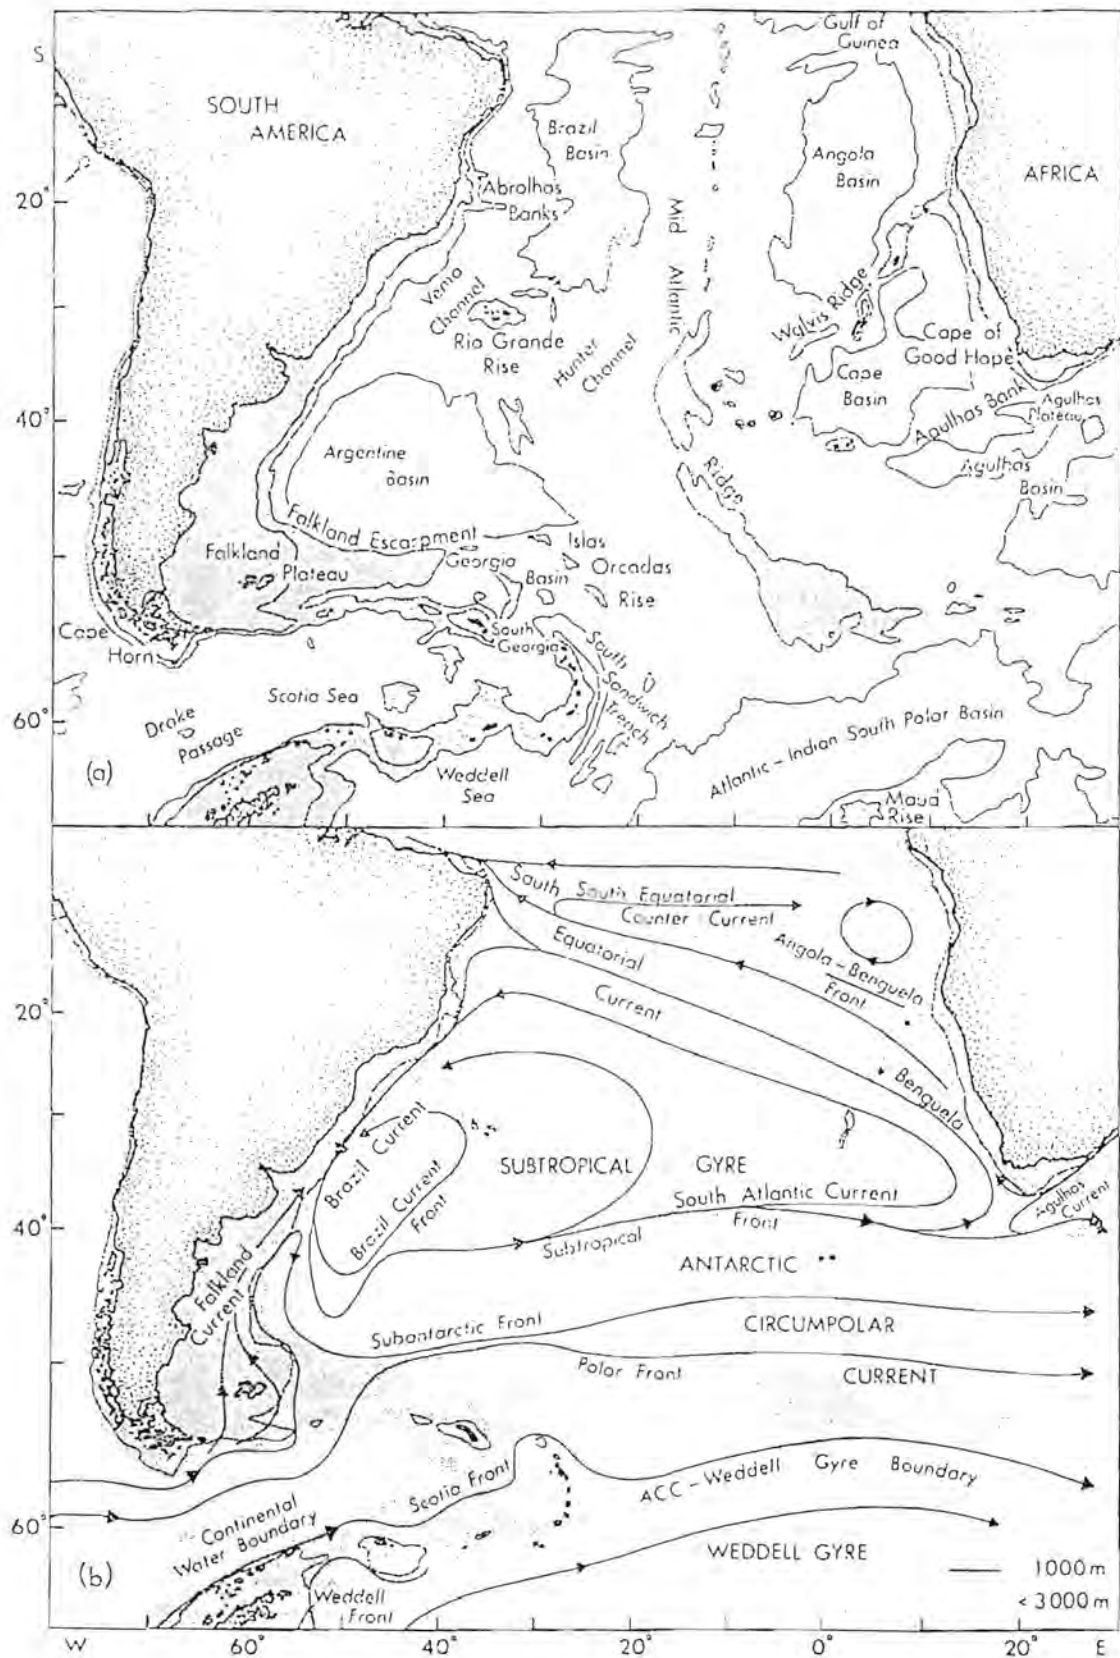 S
SOUTH
AMERICA
Gulf of
Guinea
Brazil
Basin
Angola
Basin
AFRICA
20°
Abrolhos
Banks
Mid Atlantic
Vema
Channel
Rio Grande
Rise
Hunter
Channel
Walvis Ridge
Cape of
Good Hope
Cape
Basin
Agulhas Bank
Agulhas
Plateau
40°
Argentine
Basin
Ridge
Agulhas
Basin
Falkland Escarpment
Falkland
Plateau
Georgia
Basin
Islas
Orcadas
Rise
Cape
Horn
South
Georgia
South
Sandwich
Trench
Scotia Sea
60°
Drake
Passage
(a)
Weddell
Sea
Atlantic-Indian South Polar Basin
Maud
Rise
South South Equatorial
Counter Current
Equatorial
Current
Angola-Benguela
Front
20°
Benguela
Brazil Current
Brazil Current
Front
SUBTROPICAL GYRE
South Atlantic Current
Agulhas
Current
40°
Subtropical Front
ANTARCTIC
Falkland
Current
Subantarctic Front
CIRCUMPOLAR
Polar Front
CURRENT
Scotia Front
ACC-Weddell Gyre Boundary
60°
Continental
Water Boundary
(b)
Weddell
Front
WEDDELL GYRE
1000m
< 3000m
W 60° 40° 20° 0° 20° E